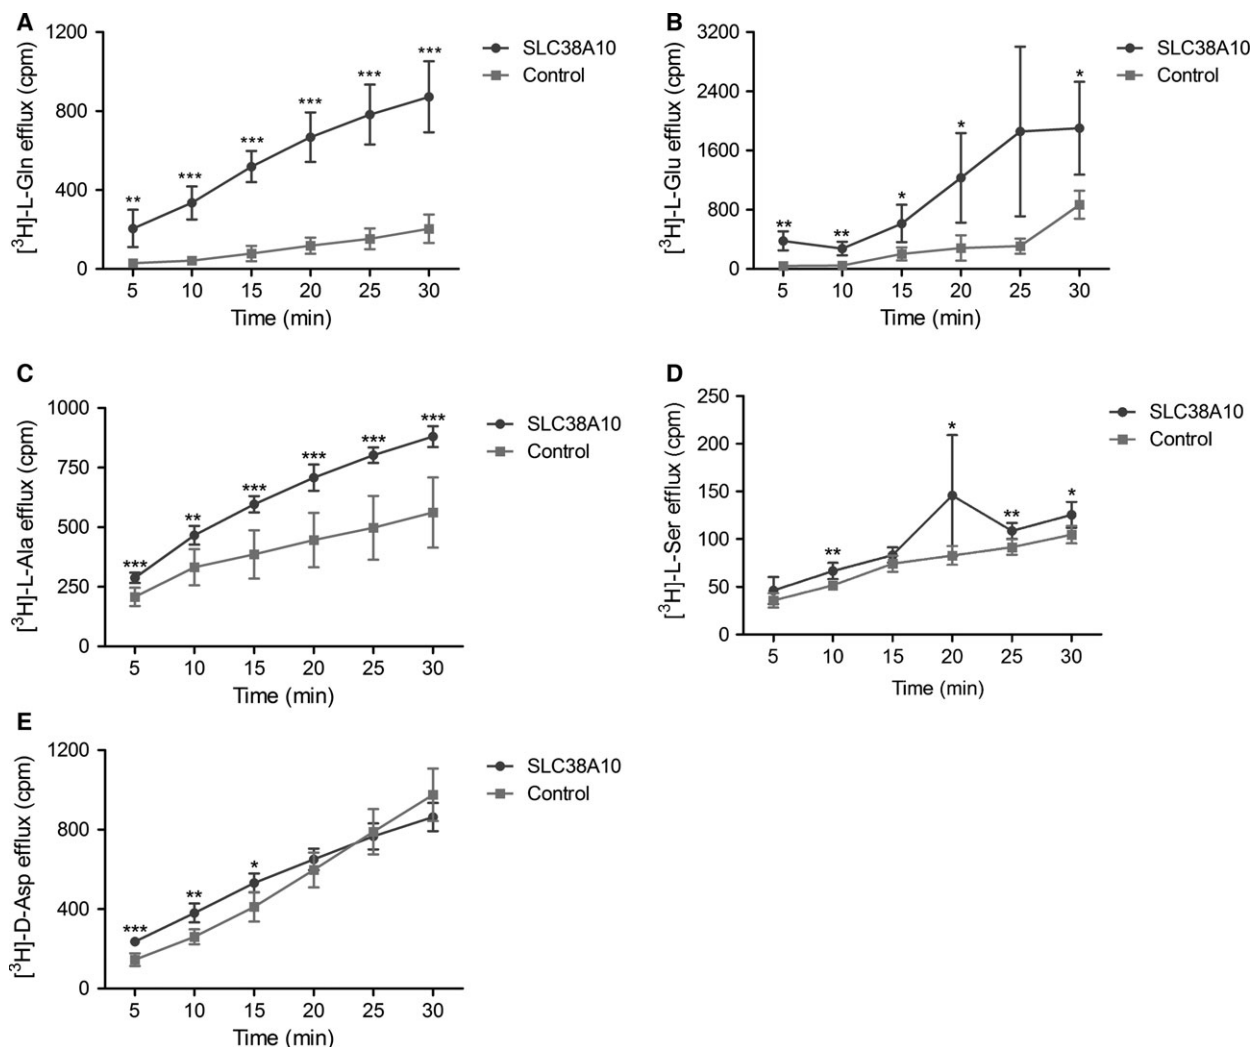 A
[³H]-L-Gln efflux (cpm)
1200
800
400
0
** *** *** *** *** ***
5 10 15 20 25 30
Time (min)
SLC38A10
Control
B
[³H]-L-Glu efflux (cpm)
3200
2400
1600
800
0
** ** * * *
5 10 15 20 25 30
Time (min)
SLC38A10
Control
C
[³H]-L-Ala efflux (cpm)
1000
750
500
250
0
*** ** *** *** *** ***
5 10 15 20 25 30
Time (min)
SLC38A10
Control
D
[³H]-L-Ser efflux (cpm)
250
200
150
100
50
0
** * ** *
5 10 15 20 25 30
Time (min)
SLC38A10
Control
E
[³H]-D-Asp efflux (cpm)
1200
800
400
0
*** ** *
5 10 15 20 25 30
Time (min)
SLC38A10
Control